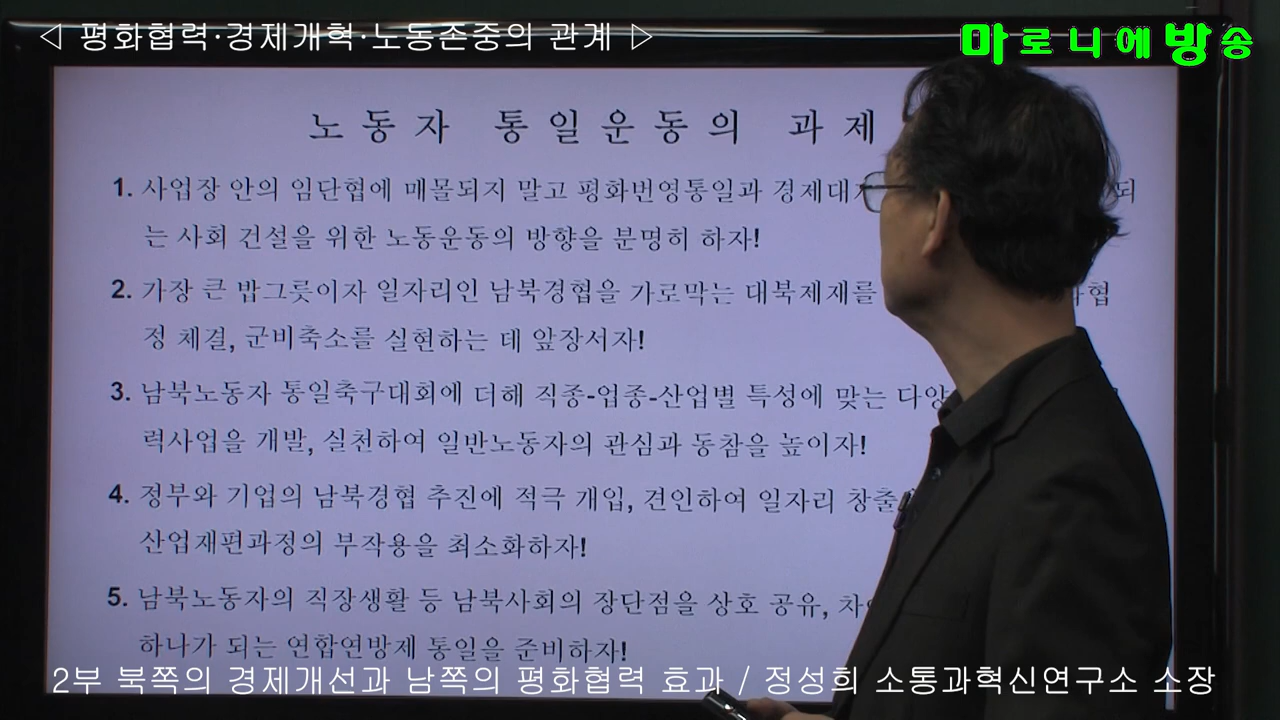 ◁ 평화협력·경제개혁·노동존중의 관계 ▷
마로니에방송
노동자 통일운동의 과제
1. 사업장 안의 임단협에 매몰되지 말고 평화번영통일과 되
는 사회 건설을 위한 노동운동의 방향을 분명히 하자!
2. 가장 큰 밥그릇이자 일자리인 남북경협을 가로막는 대북제재를 협
정 체결, 군비축소를 실현하는 데 앞장서자!
3. 남북노동자 통일축구대회에 더해 직종-업종-산업별 특성에 맞는
력사업을 개발, 실천하여 일반노동자의 관심과 동참을 높이자!
4. 정부와 기업의 남북경협 추진에 적극 개입, 견인하여 일자리 창출
산업재편과정의 부작용을 최소화하자!
5. 남북노동자의 직장생활 등 남북사회의 장단점을 상호 공유,
하나가 되는 연합연방제 통일을 준비하자!
2부 북쪽의 경제개선과 남쪽의 평화협력 효과 / 정성희 소통과혁신연구소 소장